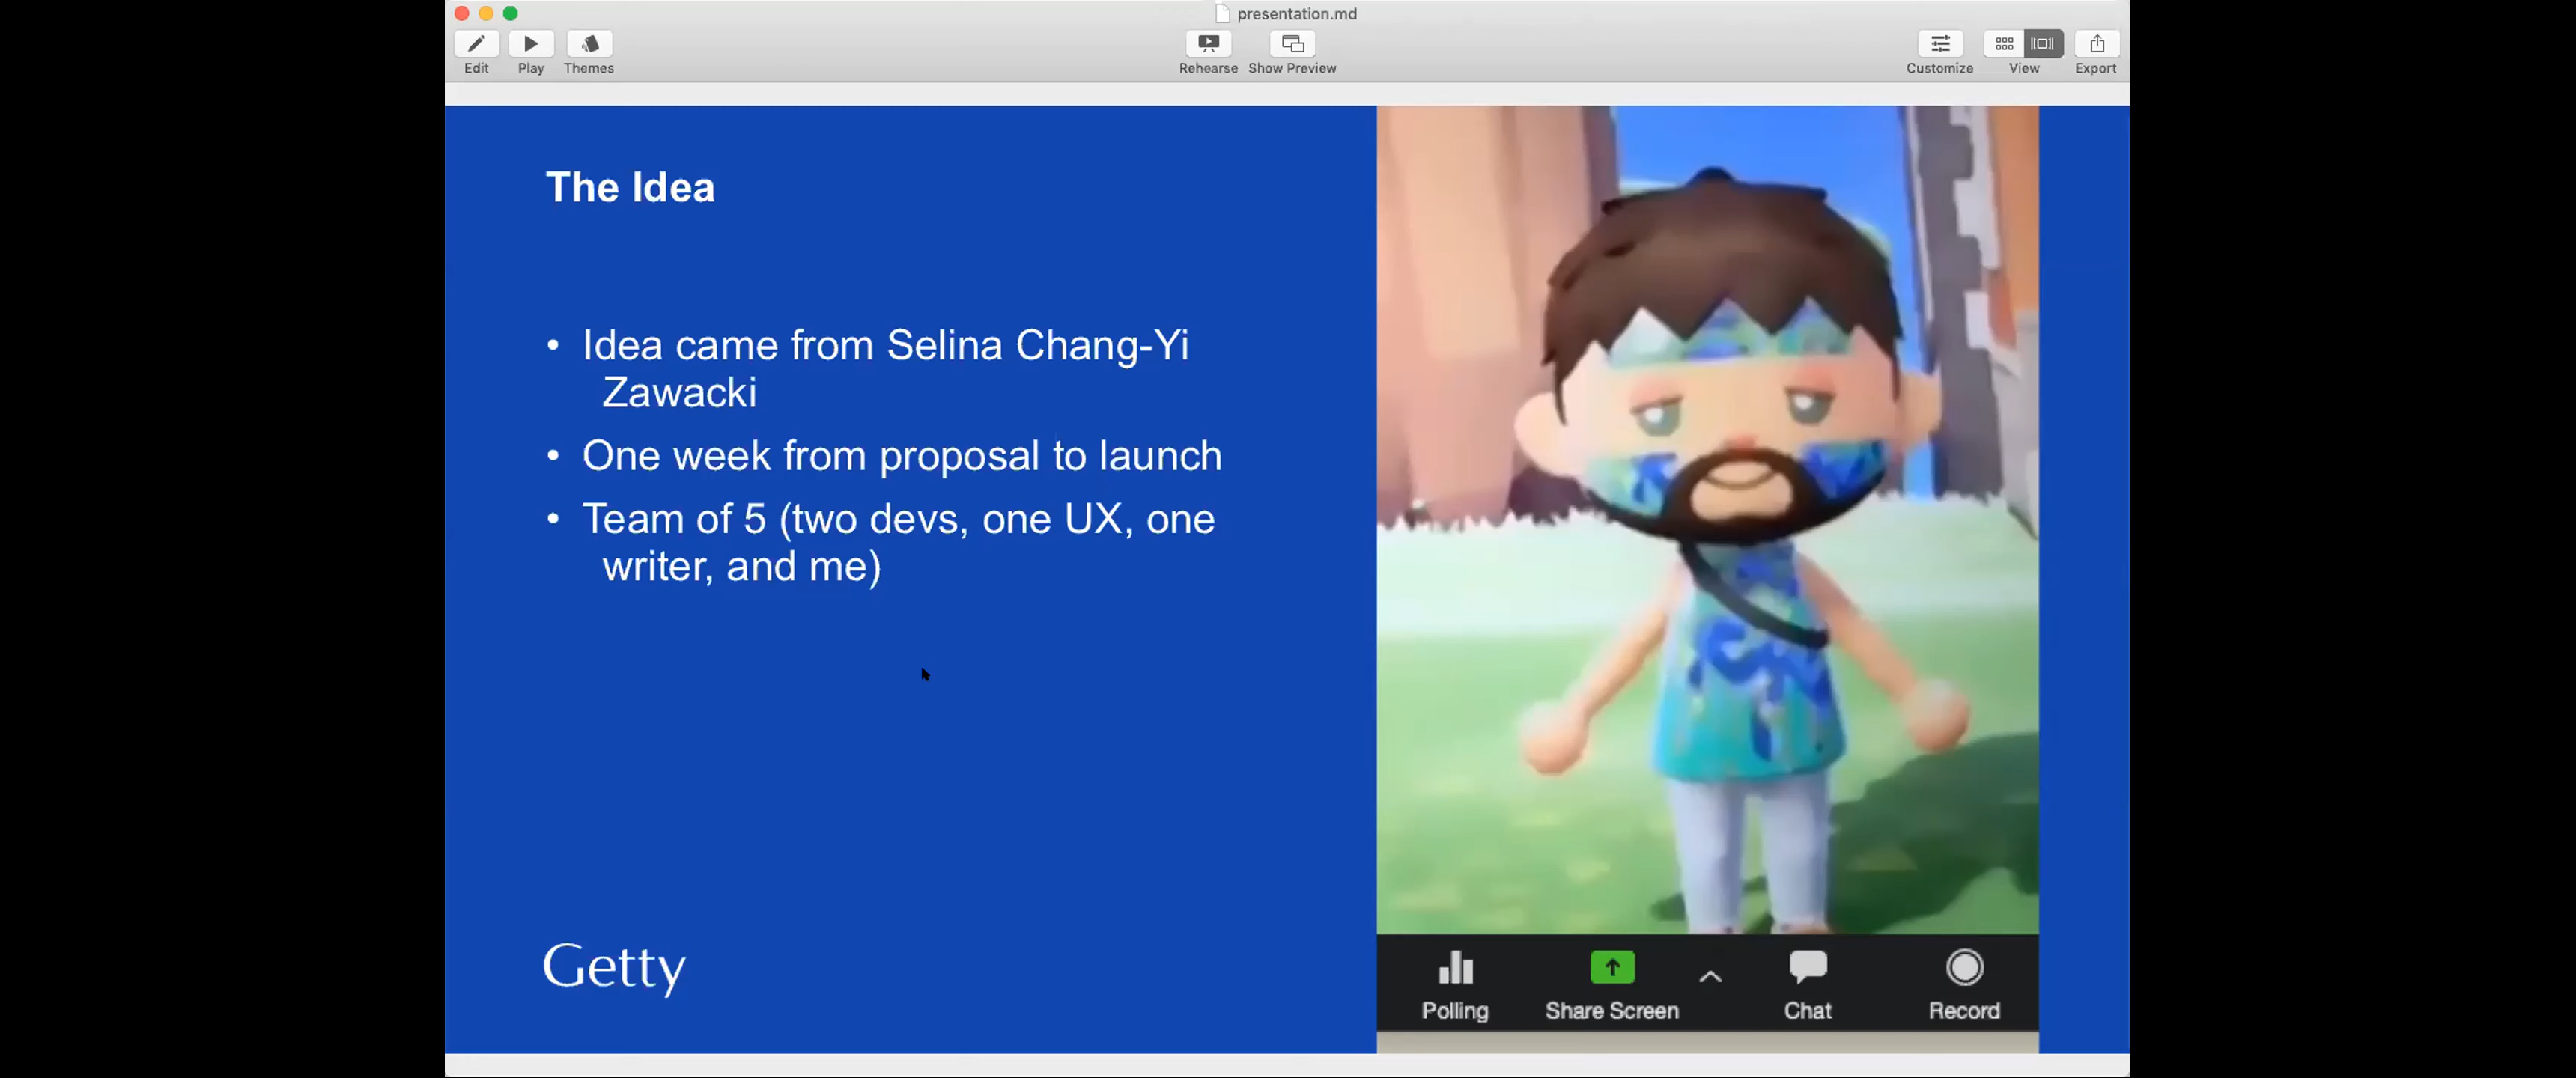 presentation.md
Edit Play Themes Rehearse Show Preview Customize View Export
The Idea
• Idea came from Selina Chang-Yi
Zawacki
• One week from proposal to launch
• Team of 5 (two devs, one UX, one
writer, and me)
Getty
Polling Share Screen Chat Record